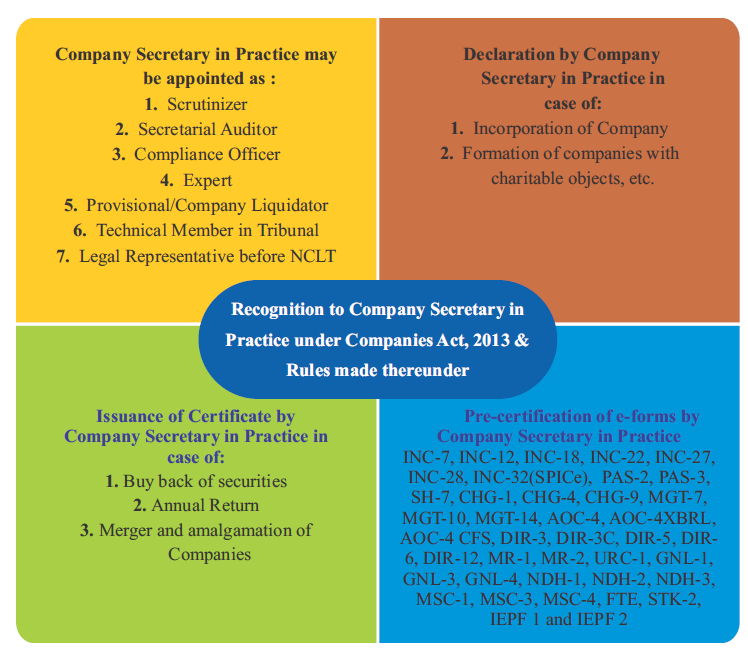 Company Secretary in Practice may
be appointed as :
1. Scrutinizer
2. Secretarial Auditor
3. Compliance Officer
4. Expert
5. Provisional/Company Liquidator
6. Technical Member in Tribunal
7. Legal Representative before NCLT
Declaration by Company
Secretary in Practice in
case of:
1. Incorporation of Company
2. Formation of companies with
charitable objects, etc.
Recognition to Company Secretary in
Practice under Companies Act, 2013 &
Rules made thereunder
Issuance of Certificate by
Company Secretary in Practice in
case of:
1. Buy back of securities
2. Annual Return
3. Merger and amalgamation of
Companies
Pre-certification of e-forms by
Company Secretary in Practice
INC-7, INC-12, INC-18, INC-22, INC-27,
INC-28, INC-32(SPICe), PAS-2, PAS-3,
SH-7, CHG-1, CHG-4, CHG-9, MGT-7,
MGT-10, MGT-14, AOC-4, AOC-4XBRL,
AOC-4 CFS, DIR-3, DIR-3C, DIR-5, DIR-
6, DIR-12, MR-1, MR-2, URC-1, GNL-1,
GNL-3, GNL-4, NDH-1, NDH-2, NDH-3,
MSC-1, MSC-3, MSC-4, FTE, STK-2,
IEPF 1 and IEPF 2